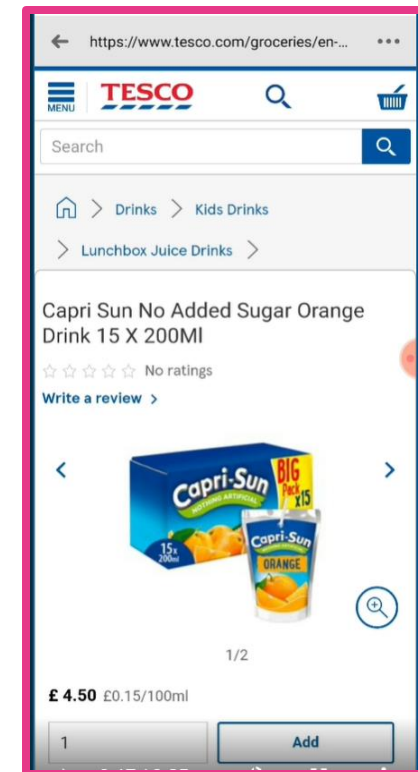 https://www.tesco.com/groceries/en-...
MENU
TESCO
Search
Drinks > Kids Drinks
> Lunchbox Juice Drinks >
Capri Sun No Added Sugar Orange
Drink 15 X 200Ml
No ratings
Write a review >
Capri-Sun
NOTHING ARTIFICIAL
BIG
Pack
x15
15x
200ml
Capri-Sun
ORANGE
1/2
£ 4.50 £0.15/100ml
1
Add